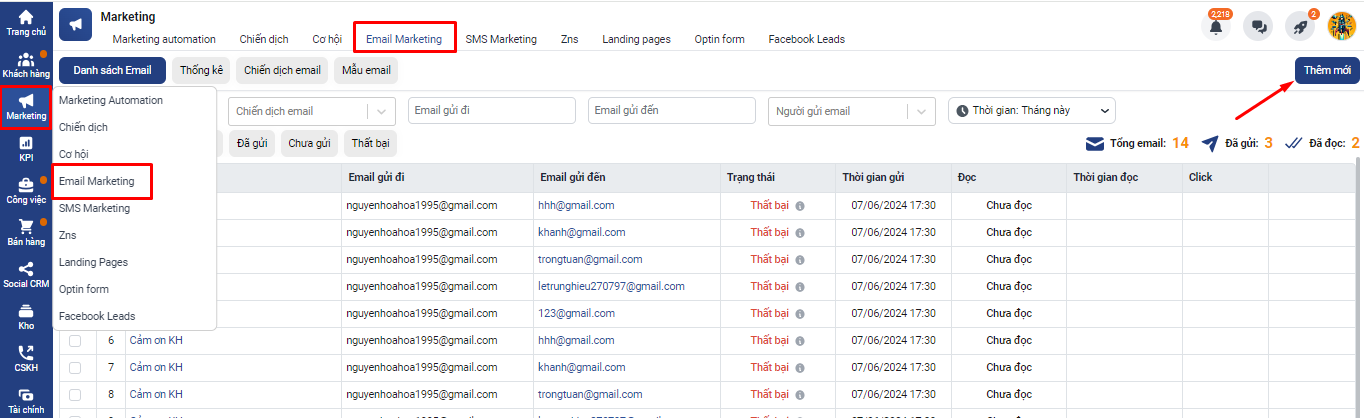 Trang chủ
Khách hàng
Marketing
KPI
Công việc
Bán hàng
Social CRM
Kho
CSKH
Tài chính
Marketing
Marketing automation Chiến dịch Cơ hội Email Marketing SMS Marketing Zns Landing pages Optin form Facebook Leads
2,218 2
Danh sách Email Thống kê Chiến dịch email Mẫu email Thêm mới
Marketing Automation
Chiến dịch
Cơ hội
Email Marketing
SMS Marketing
Zns
Landing Pages
Optin form
Facebook Leads
Chiến dịch email Email gửi đi Email gửi đến Người gửi email Thời gian: Tháng này
Đã gửi Chưa gửi Thất bại Tổng email: 14 Đã gửi: 3 Đã đọc: 2
Email gửi đi Email gửi đến Trạng thái Thời gian gửi Đọc Thời gian đọc Click
nguyenhoahoa1995@gmail.com hhh@gmail.com Thất bại 07/06/2024 17:30 Chưa đọc
nguyenhoahoa1995@gmail.com khanh@gmail.com Thất bại 07/06/2024 17:30 Chưa đọc
nguyenhoahoa1995@gmail.com trongtuan@gmail.com Thất bại 07/06/2024 17:30 Chưa đọc
nguyenhoahoa1995@gmail.com letrunghieu270797@gmail.com Thất bại 07/06/2024 17:30 Chưa đọc
nguyenhoahoa1995@gmail.com 123@gmail.com Thất bại 07/06/2024 17:30 Chưa đọc
6 Cảm ơn KH nguyenhoahoa1995@gmail.com hhh@gmail.com Thất bại 07/06/2024 17:30 Chưa đọc
7 Cảm ơn KH nguyenhoahoa1995@gmail.com khanh@gmail.com Thất bại 07/06/2024 17:30 Chưa đọc
8 Cảm ơn KH nguyenhoahoa1995@gmail.com trongtuan@gmail.com Thất bại 07/06/2024 17:30 Chưa đọc